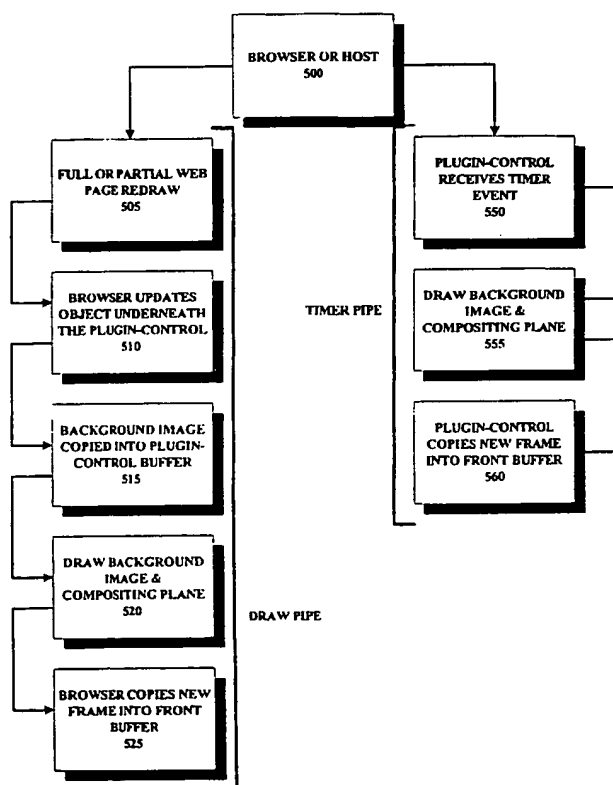 BROWSER OR HOST
500
FULL OR PARTIAL WEB
PAGE REDRAW
505
BROWSER UPDATES
OBJECT UNDERNEATH
THE PLUGIN-CONTROL
510
BACKGROUND IMAGE
COPIED INTO PLUGIN-
CONTROL BUFFER
515
DRAW BACKGROUND
IMAGE &
COMPOSITING PLANE
520
BROWSER COPIES NEW
FRAME INTO FRONT
BUFFER
525
DRAW PIPE
PLUGIN-CONTROL
RECEIVES TIMER
EVENT
550
TIMER PIPE
DRAW BACKGROUND
IMAGE &
COMPOSITING PLANE
555
PLUGIN-CONTROL
COPIES NEW FRAME
INTO FRONT BUFFER
560